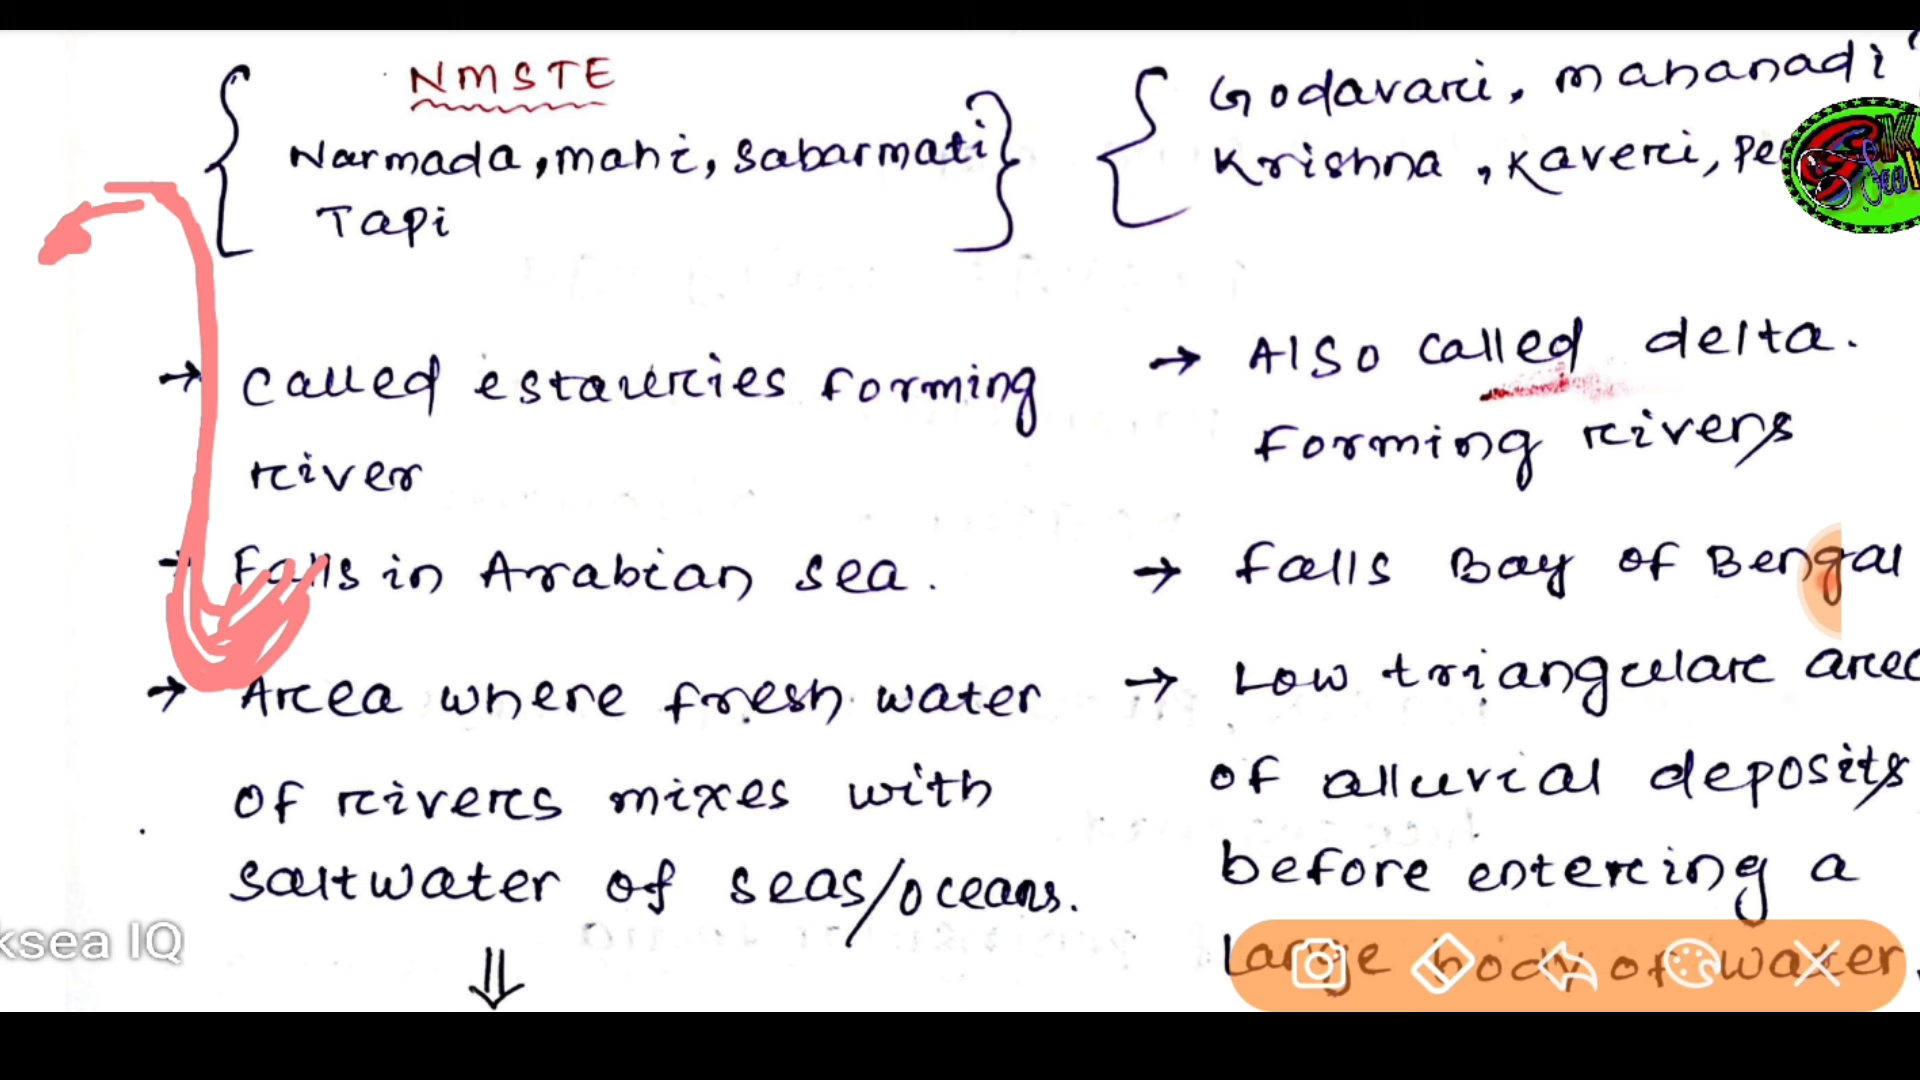 NMSTE
Narmada, mahi, Sabarmati
Tapi
→ Called estauries forming
river
→ Falls in Arabian sea.
→ Area where fresh water
of rivers mixes with
Saltwater of seas/oceans.
⇓
Godavari, mahanadi
Krishna, Kaveri,
→ Also called delta.
forming rivers
→ falls Bay of Bengal
→ Low triangular area
of alluvial deposits
before entering a
large body of water.
ksea IQ